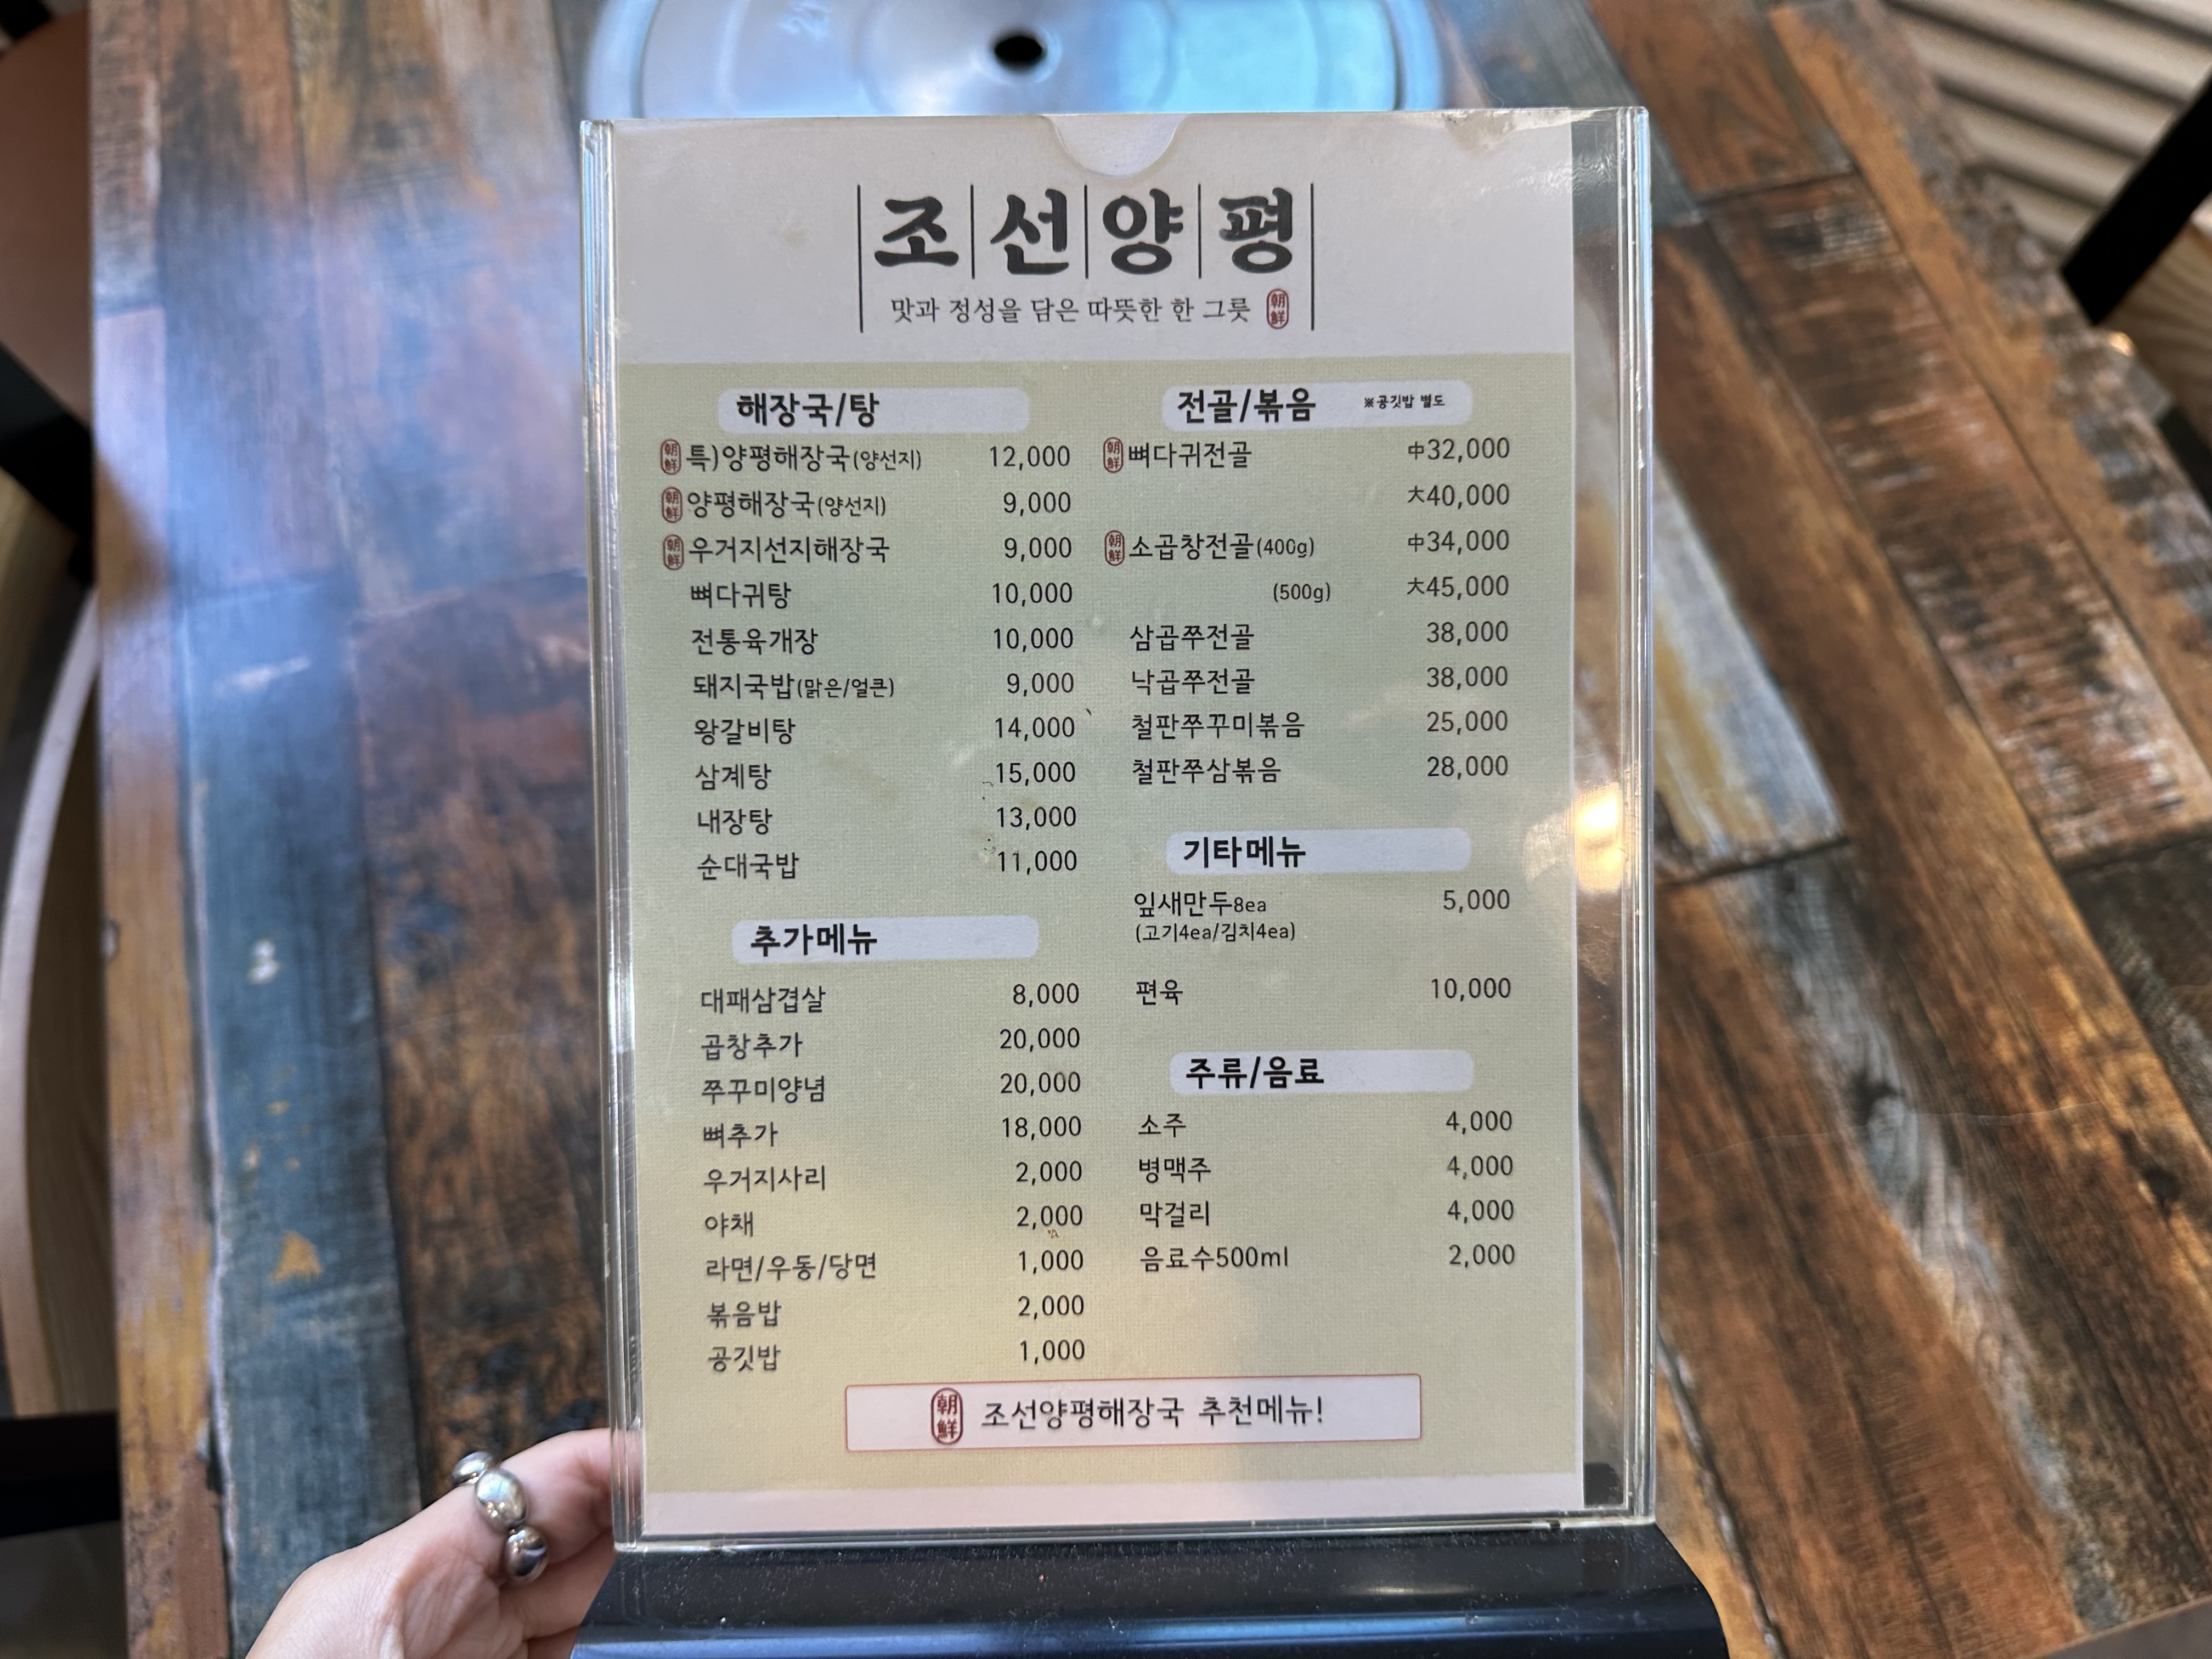 조선양평
맛과 정성을 담은 따뜻한 한 그릇 朝鮮
해장국/탕
朝鮮 특)양평해장국(양선지) 12,000
朝鮮 양평해장국(양선지) 9,000
朝鮮 우거지선지해장국 9,000
뼈다귀탕 10,000
전통육개장 10,000
돼지국밥(맑은/얼큰) 9,000
왕갈비탕 14,000
삼계탕 15,000
내장탕 13,000
순대국밥 11,000
추가메뉴
대패삼겹살 8,000
곱창추가 20,000
쭈꾸미양념 20,000
뼈추가 18,000
우거지사리 2,000
야채 2,000
라면/우동/당면 1,000
볶음밥 2,000
공깃밥 1,000
전골/볶음 ※공깃밥 별도
朝鮮 뼈다귀전골 中32,000
大40,000
朝鮮 소곱창전골(400g) 中34,000
(500g) 大45,000
삼곱쭈전골 38,000
낙곱쭈전골 38,000
철판쭈꾸미볶음 25,000
철판쭈삼볶음 28,000
기타메뉴
잎새만두8ea 5,000
(고기4ea/김치4ea)
편육 10,000
주류/음료
소주 4,000
병맥주 4,000
막걸리 4,000
음료수500ml 2,000
朝鮮 조선양평해장국 추천메뉴!